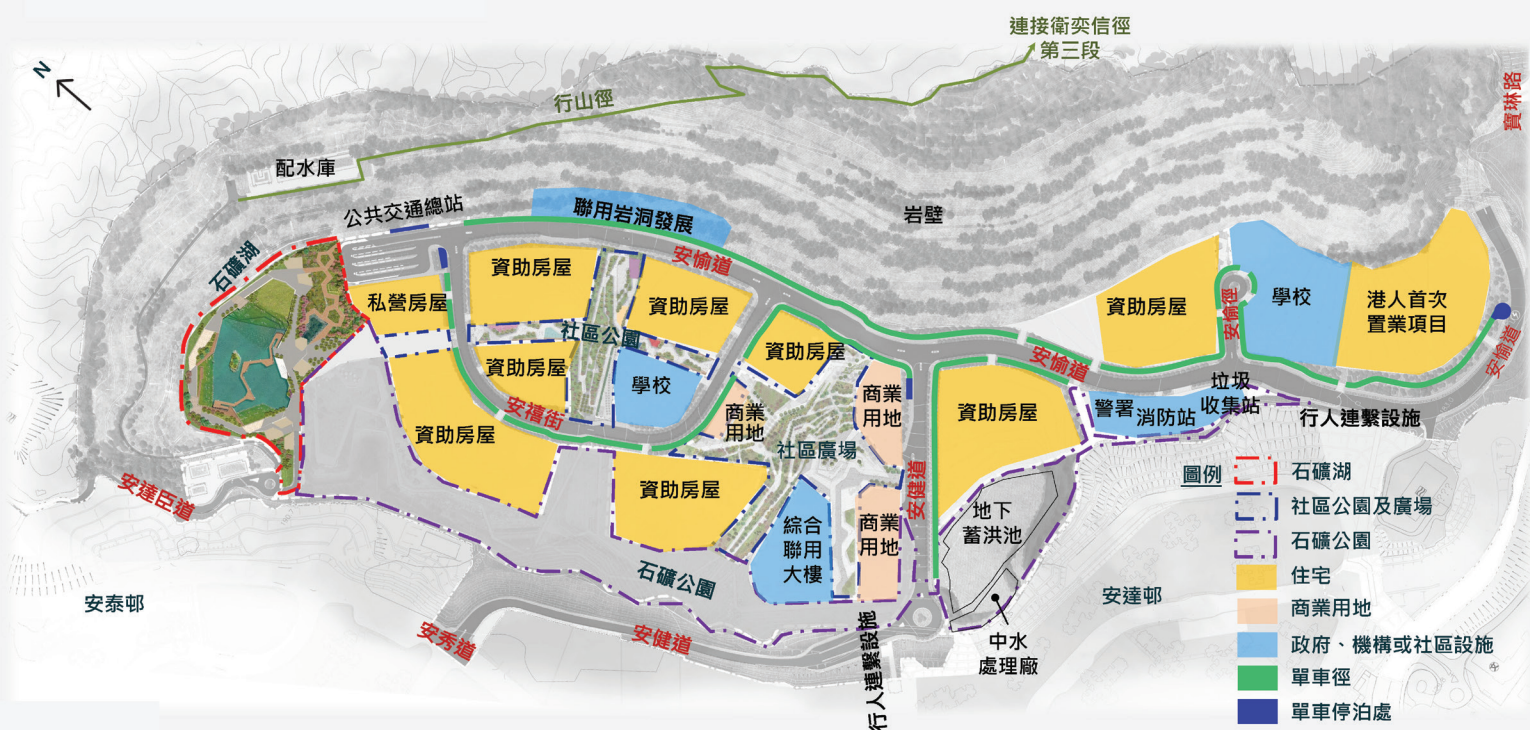 連接衛奕信徑
第三段
N
寶琳路
行山徑
配水庫
公共交通總站
聯用岩洞發展
岩壁
石礦湖
安愉道
資助房屋
私營房屋
資助房屋
資助房屋
安愉徑
學校
港人首次
置業項目
社區公園
資助房屋
資助房屋
學校
安愉道
安愉道
商業
用地
商業
用地
垃圾
收集站
警署
消防站
行人連繫設施
安禧街
資助房屋
資助房屋
社區廣場
資助房屋
安健道
安達臣道
綜合
聯用
大樓
商業
用地
地下
蓄洪池
石礦公園
安泰邨
安達邨
安秀道
安健道
行人連繫設施
中水
處理廠
圖例
石礦湖
社區公園及廣場
石礦公園
住宅
商業用地
政府、機構或社區設施
單車徑
單車停泊處